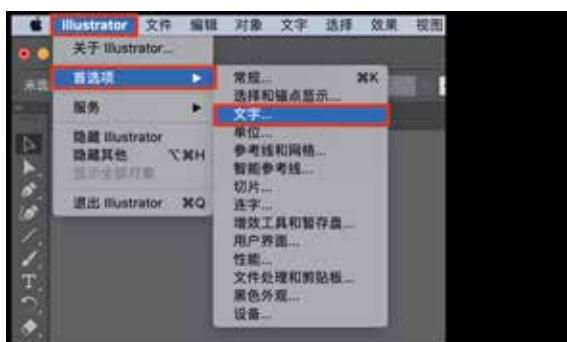 Illustrator 文件 编辑 对象 文字 选择 效果 视图
关于 Illustrator...
首选项
服务
隐藏 Illustrator
隐藏其他 ⌥⌘H
显示全部对象
退出 Illustrator ⌘Q
常规... ⌘K
选择和锚点显示...
文字...
单位...
参考线和网格...
智能参考线...
切片...
连字...
增效工具和暂存盘...
用户界面...
性能...
文件处理和剪贴板...
黑色外观...
设备...